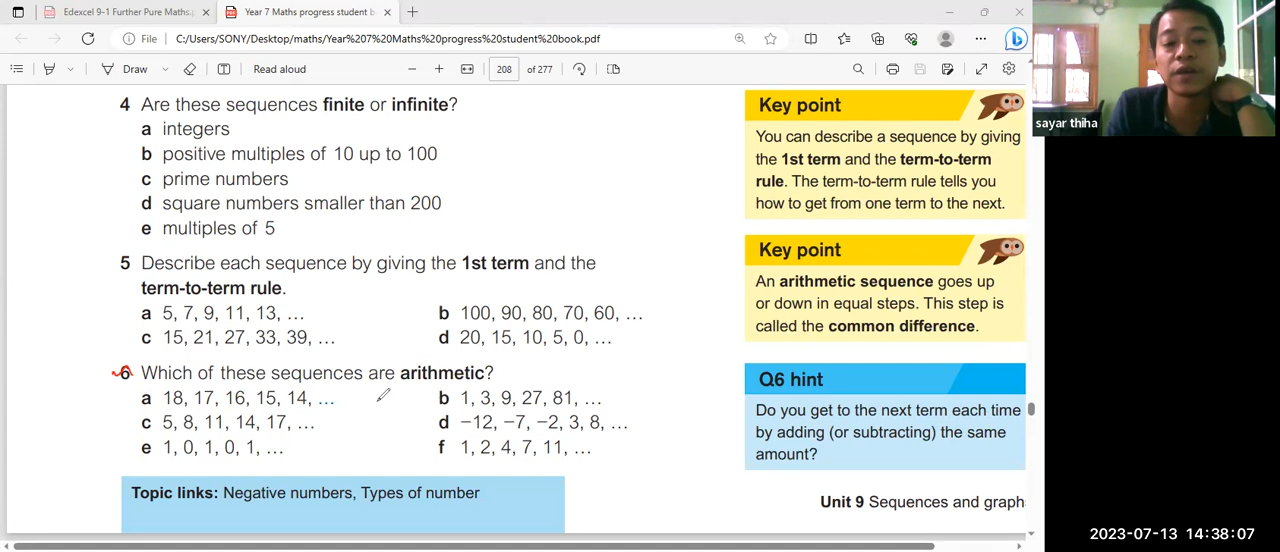 Edexcel 9-1 Further Pure Maths.
Year 7 Maths progress student b
File
C:/Users/SONY/Desktop/maths/Year%207%20Maths%20progress%20student%20book.pdf
Draw
Read aloud
208
of 277
sayar thiha
4 Are these sequences finite or infinite?
a integers
b positive multiples of 10 up to 100
c prime numbers
d square numbers smaller than 200
e multiples of 5
5 Describe each sequence by giving the 1st term and the
term-to-term rule.
a 5, 7, 9, 11, 13, …
b 100, 90, 80, 70, 60, …
c 15, 21, 27, 33, 39, …
d 20, 15, 10, 5, 0, …
6 Which of these sequences are arithmetic?
a 18, 17, 16, 15, 14, …
b 1, 3, 9, 27, 81, …
c 5, 8, 11, 14, 17, …
d −12, −7, −2, 3, 8, …
e 1, 0, 1, 0, 1, …
f 1, 2, 4, 7, 11, …
Topic links: Negative numbers, Types of number
Key point
You can describe a sequence by giving
the 1st term and the term-to-term
rule. The term-to-term rule tells you
how to get from one term to the next.
Key point
An arithmetic sequence goes up
or down in equal steps. This step is
called the common difference.
Q6 hint
Do you get to the next term each time
by adding (or subtracting) the same
amount?
Unit 9 Sequences and graph
2023-07-13 14:38:07